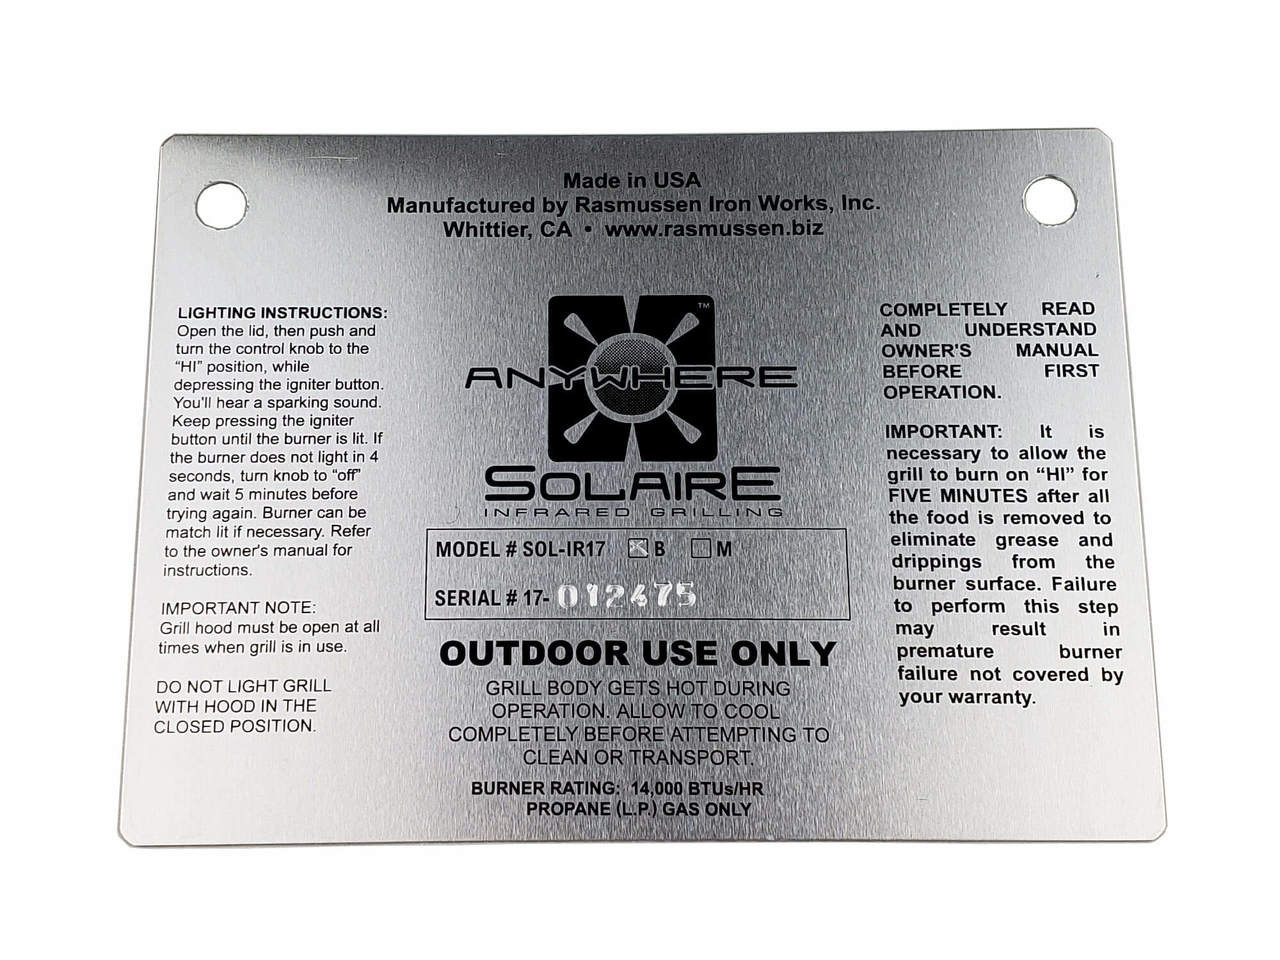 Made in USA
Manufactured by Rasmussen Iron Works, Inc.
Whittier, CA • www.rasmussen.biz
LIGHTING INSTRUCTIONS:
Open the lid, then push and
turn the control knob to the
“HI” position, while
depressing the igniter button.
You'll hear a sparking sound.
Keep pressing the igniter
button until the burner is lit. If
the burner does not light in 4
seconds, turn knob to “off”
and wait 5 minutes before
trying again. Burner can be
match lit if necessary. Refer
to the owner's manual for
instructions.
IMPORTANT NOTE:
Grill hood must be open at all
times when grill is in use.
DO NOT LIGHT GRILL
WITH HOOD IN THE
CLOSED POSITION.
TM
ANYWHERE
SOLAIRE
INFRARED GRILLING
MODEL # SOL-IR17 B M
SERIAL # 17- 012475
OUTDOOR USE ONLY
GRILL BODY GETS HOT DURING
OPERATION. ALLOW TO COOL
COMPLETELY BEFORE ATTEMPTING TO
CLEAN OR TRANSPORT.
BURNER RATING: 14,000 BTUs/HR
PROPANE (L.P.) GAS ONLY
COMPLETELY READ
AND UNDERSTAND
OWNER'S MANUAL
BEFORE FIRST
OPERATION.
IMPORTANT: It is
necessary to allow the
grill to burn on “HI” for
FIVE MINUTES after all
the food is removed to
eliminate grease and
drippings from the
burner surface. Failure
to perform this step
may result in
premature burner
failure not covered by
your warranty.